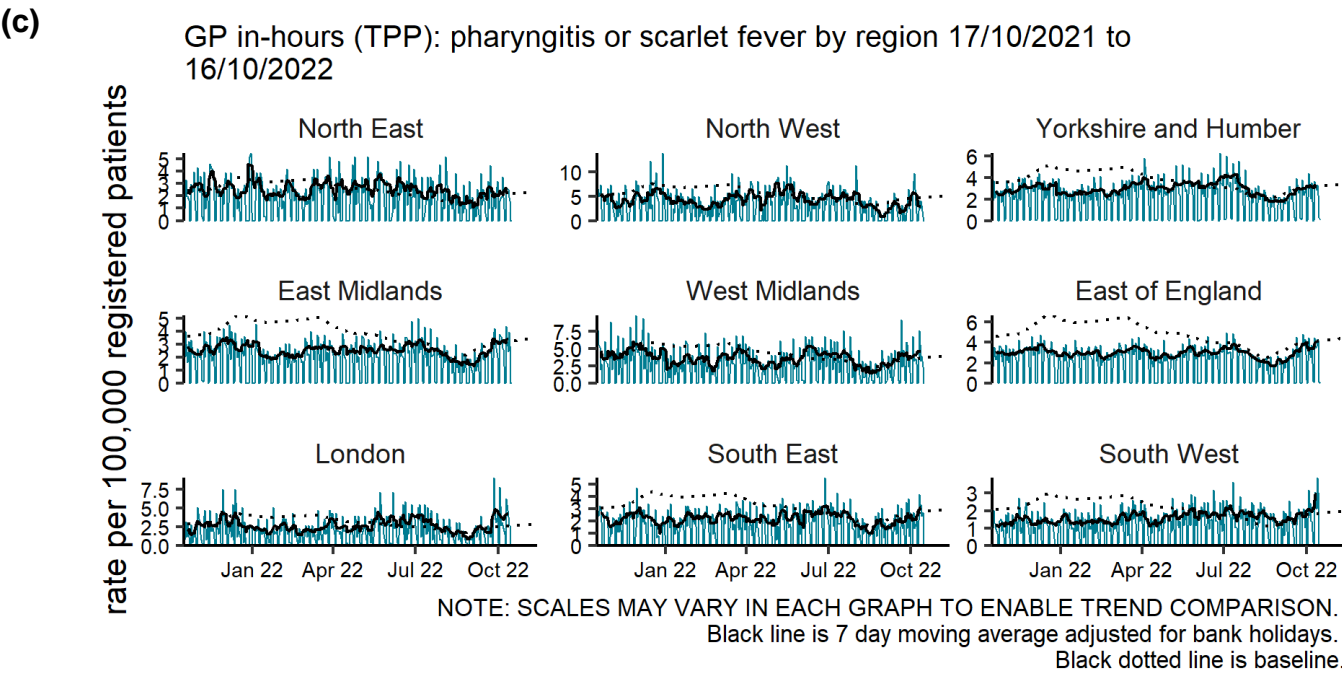 (c)
GP in-hours (TPP): pharyngitis or scarlet fever by region 17/10/2021 to
16/10/2022
rate per 100,000 registered patients
North East
5
4
3
2
1
0
North West
10
5
0
Yorkshire and Humber
6
4
2
0
East Midlands
5
4
3
2
1
0
West Midlands
7.5
5.0
2.5
0.0
East of England
6
4
2
0
London
7.5
5.0
2.5
0.0
South East
5
4
3
2
1
0
South West
3
2
1
0
Jan 22 Apr 22 Jul 22 Oct 22
Jan 22 Apr 22 Jul 22 Oct 22
Jan 22 Apr 22 Jul 22 Oct 22
NOTE: SCALES MAY VARY IN EACH GRAPH TO ENABLE TREND COMPARISON.
Black line is 7 day moving average adjusted for bank holidays.
Black dotted line is baseline.